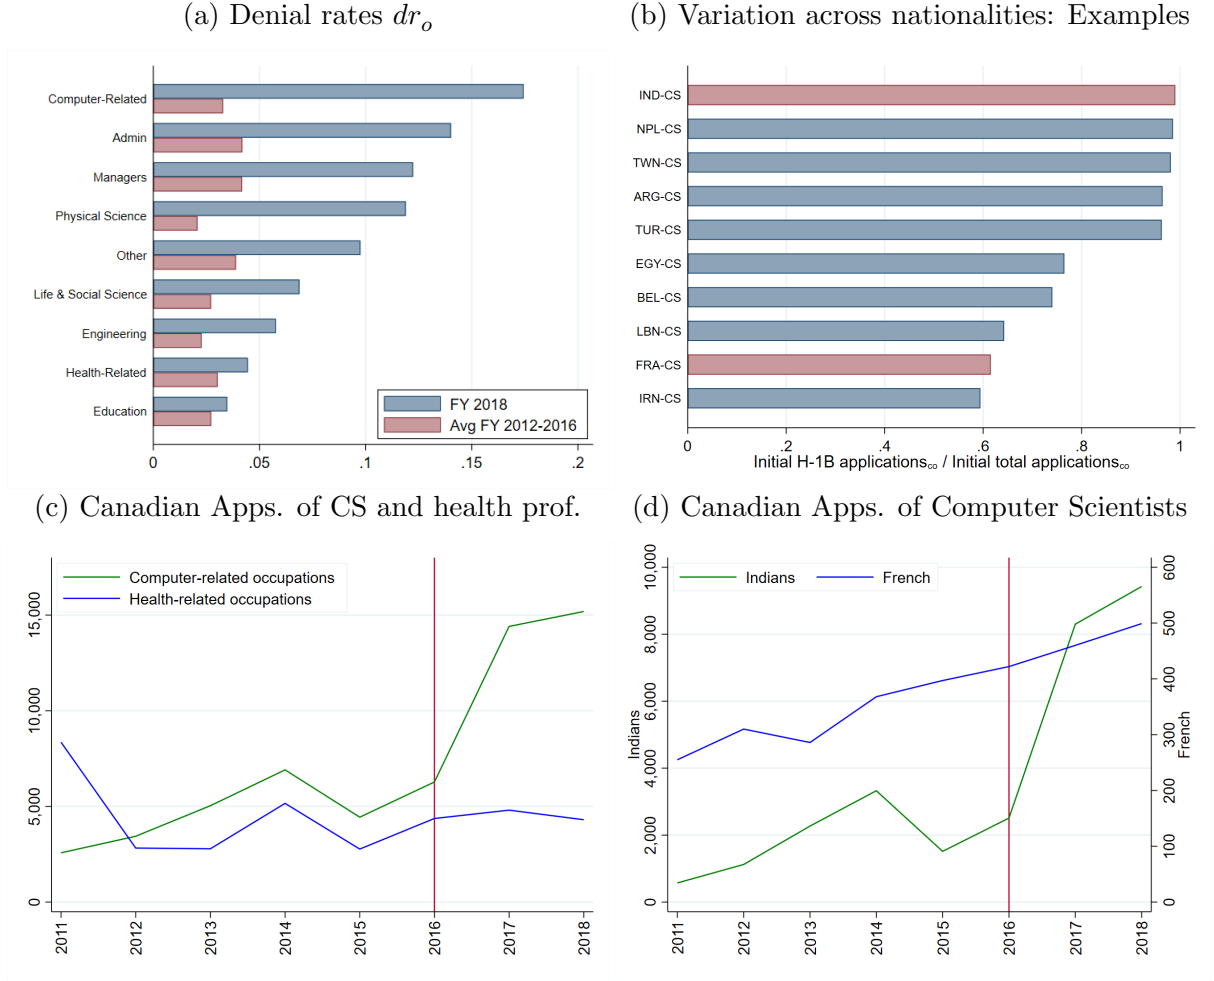 (a) Denial rates dr_o
Computer-Related
Admin
Managers
Physical Science
Other
Life & Social Science
Engineering
Health-Related
Education
FY 2018
Avg FY 2012-2016
0 .05 .1 .15 .2
(b) Variation across nationalities: Examples
IND-CS
NPL-CS
TWN-CS
ARG-CS
TUR-CS
EGY-CS
BEL-CS
LBN-CS
FRA-CS
IRN-CS
0 .2 .4 .6 .8 1
Initial H-1B applications_co / Initial total applications_co
(c) Canadian Apps. of CS and health prof.
Computer-related occupations
Health-related occupations
15,000
10,000
5,000
0
2011 2012 2013 2014 2015 2016 2017 2018
(d) Canadian Apps. of Computer Scientists
Indians French
Indians
10,000
8,000
6,000
4,000
2,000
0
French
600
500
400
300
200
100
0
2011 2012 2013 2014 2015 2016 2017 2018